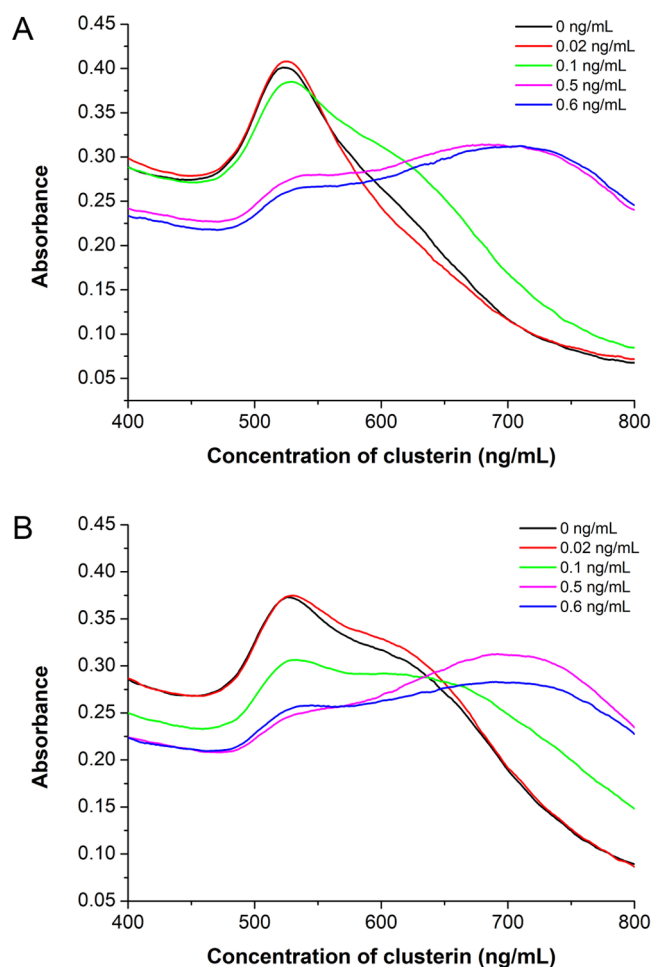 A
0 ng/mL
0.02 ng/mL
0.1 ng/mL
0.5 ng/mL
0.6 ng/mL
0.45
0.40
0.35
0.30
0.25
0.20
0.15
0.10
0.05
Absorbance
400
500
600
700
800
Concentration of clusterin (ng/mL)
B
0 ng/mL
0.02 ng/mL
0.1 ng/mL
0.5 ng/mL
0.6 ng/mL
0.45
0.40
0.35
0.30
0.25
0.20
0.15
0.10
0.05
Absorbance
400
500
600
700
800
Concentration of clusterin (ng/mL)